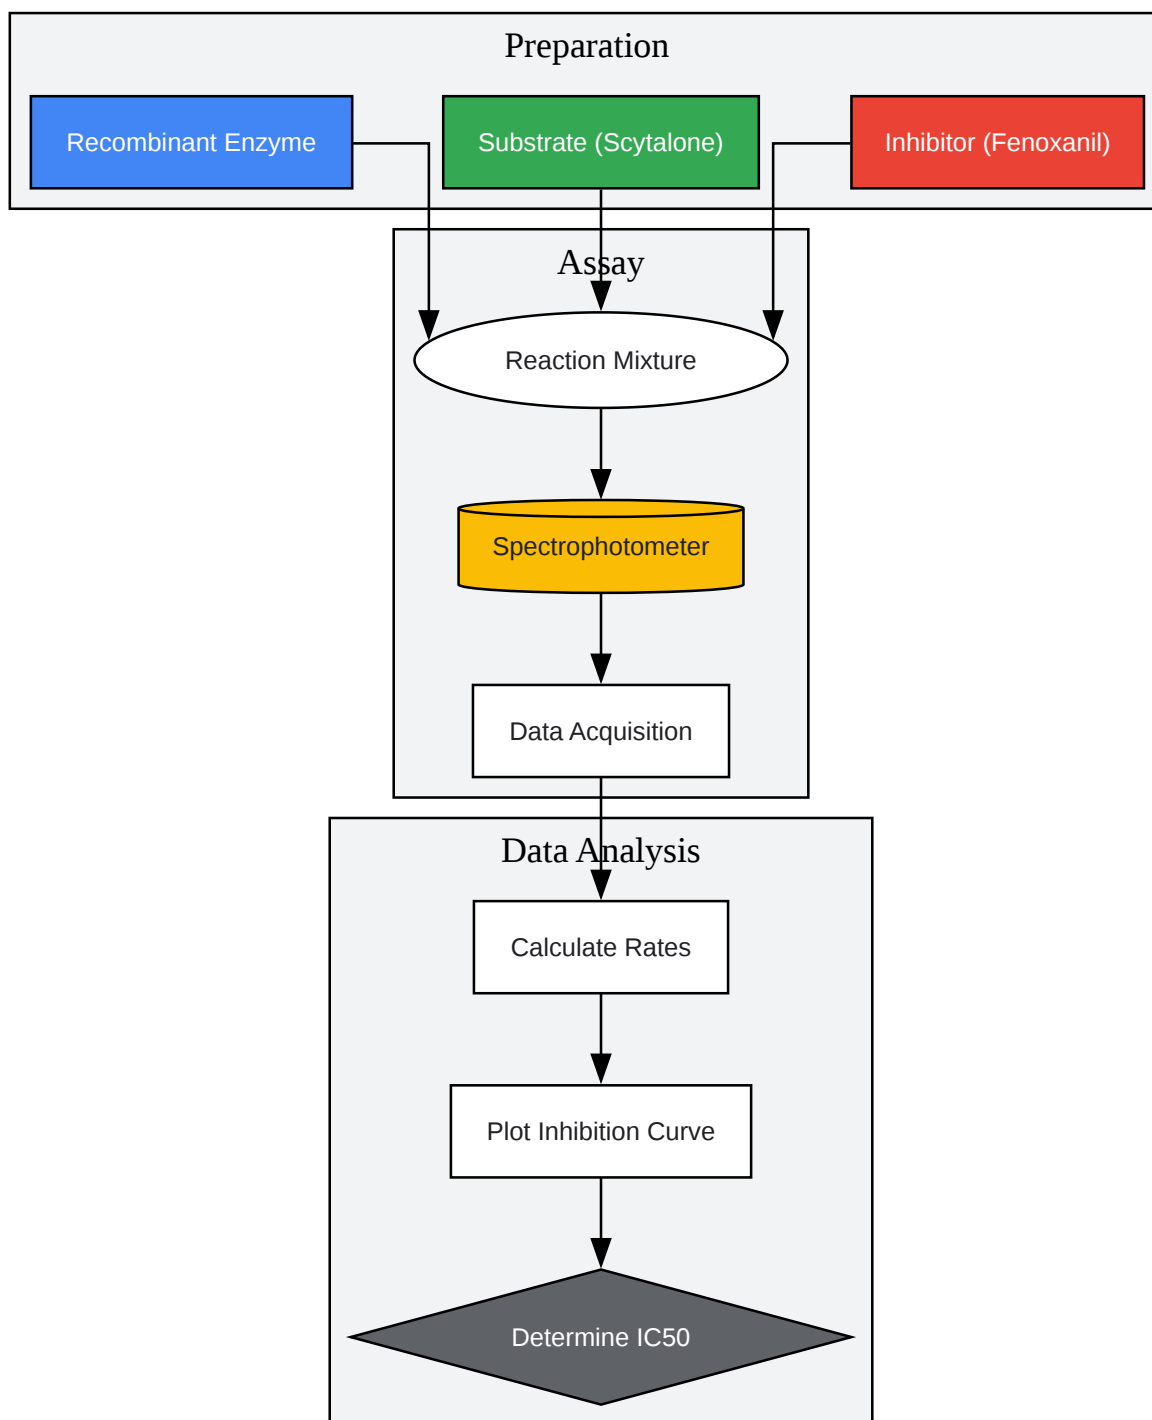 Preparation
Recombinant Enzyme
Substrate (Scytalone)
Inhibitor (Fenoxanil)
Assay
Reaction Mixture
Spectrophotometer
Data Acquisition
Data Analysis
Calculate Rates
Plot Inhibition Curve
Determine IC50